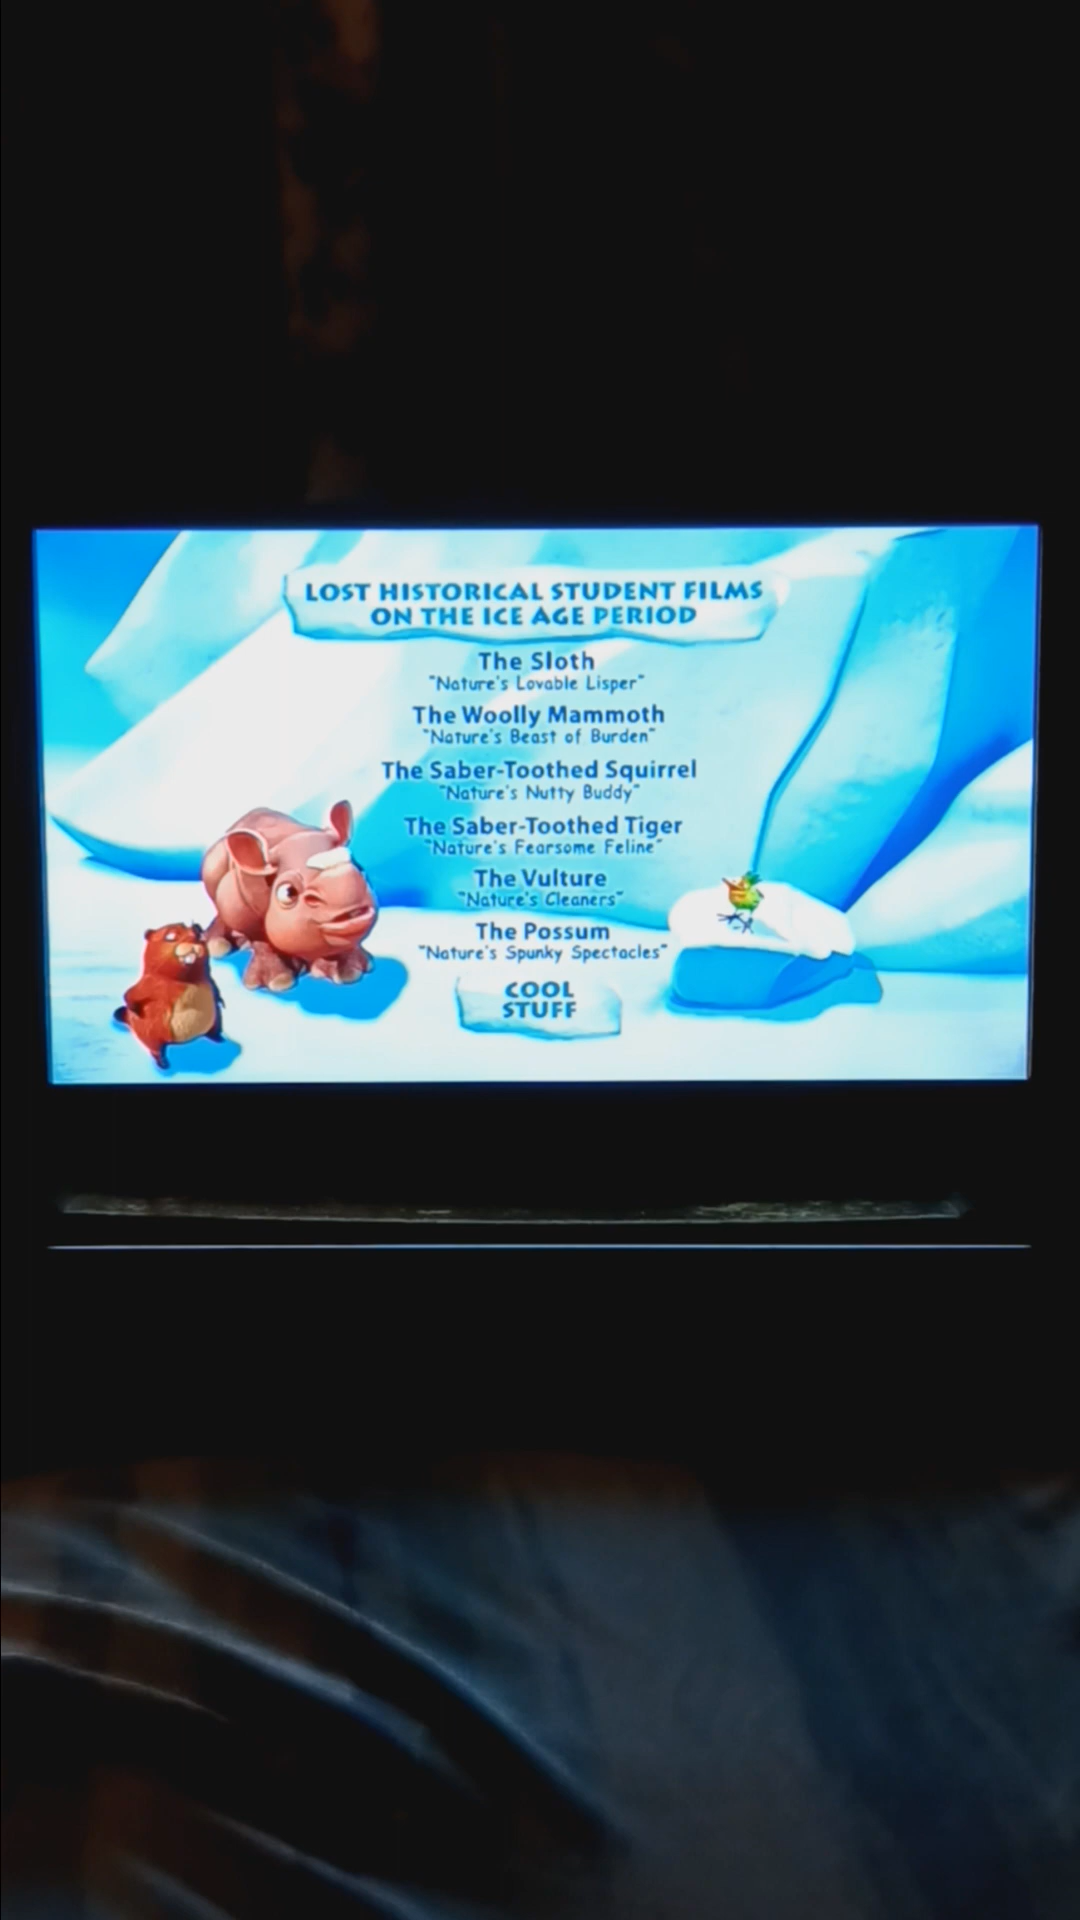 LOST HISTORICAL STUDENT FILMS
ON THE ICE AGE PERIOD
The Sloth
"Nature's Lovable Lisper"
The Woolly Mammoth
"Nature's Beast of Burden"
The Saber-Toothed Squirrel
"Nature's Nutty Buddy"
The Saber-Toothed Tiger
"Nature's Fearsome Feline"
The Vulture
"Nature's Cleaners"
The Possum
"Nature's Spunky Spectacles"
COOL
STUFF